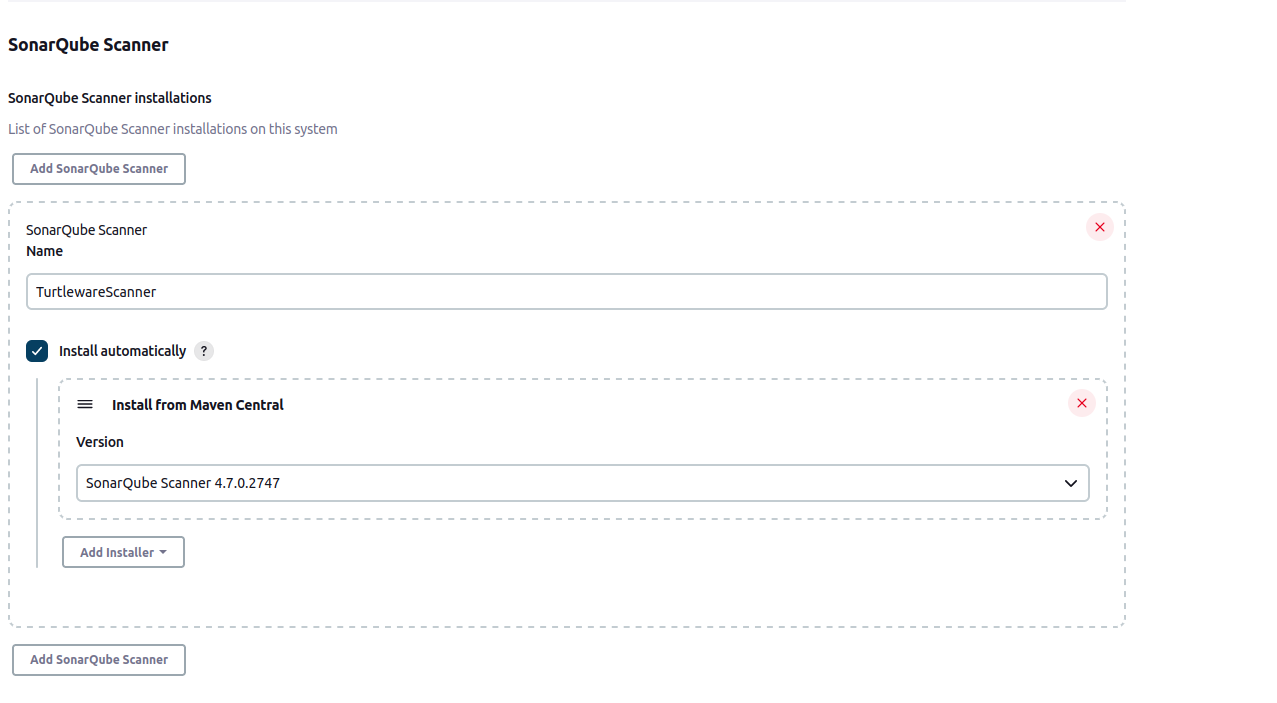 SonarQube Scanner
SonarQube Scanner installations
List of SonarQube Scanner installations on this system
Add SonarQube Scanner
SonarQube Scanner
Name
TurtlewareScanner
Install automatically ?
Install from Maven Central
Version
SonarQube Scanner 4.7.0.2747
Add Installer
Add SonarQube Scanner